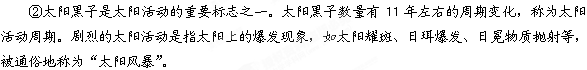 ②太阳黑子是太阳活动的重要标志之一。太阳黑子数量有 11 年左右的周期变化，称为太阳
活动周期。剧烈的太阳活动是指太阳上的爆发现象，如太阳耀斑、日珥爆发、日冕物质抛射等，
被通俗地称为“太阳风暴”。